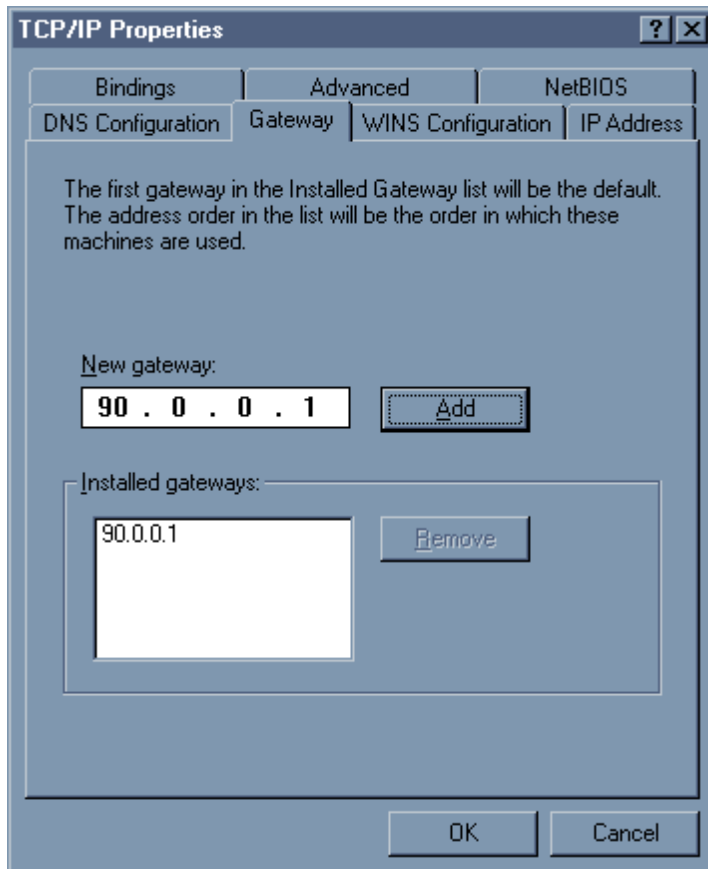 TCP/IP Properties
?
Bindings
Advanced
NetBIOS
DNS Configuration
Gateway
WINS Configuration
IP Address
The first gateway in the Installed Gateway list will be the default.
The address order in the list will be the order in which these
machines are used.
New gateway:
90 . 0 . 0 . 1
Add
Installed gateways:
90.0.0.1
Remove
OK
Cancel